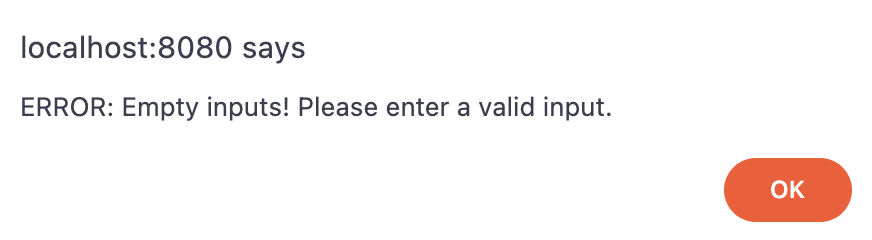 localhost:8080 says
ERROR: Empty inputs! Please enter a valid input.
OK